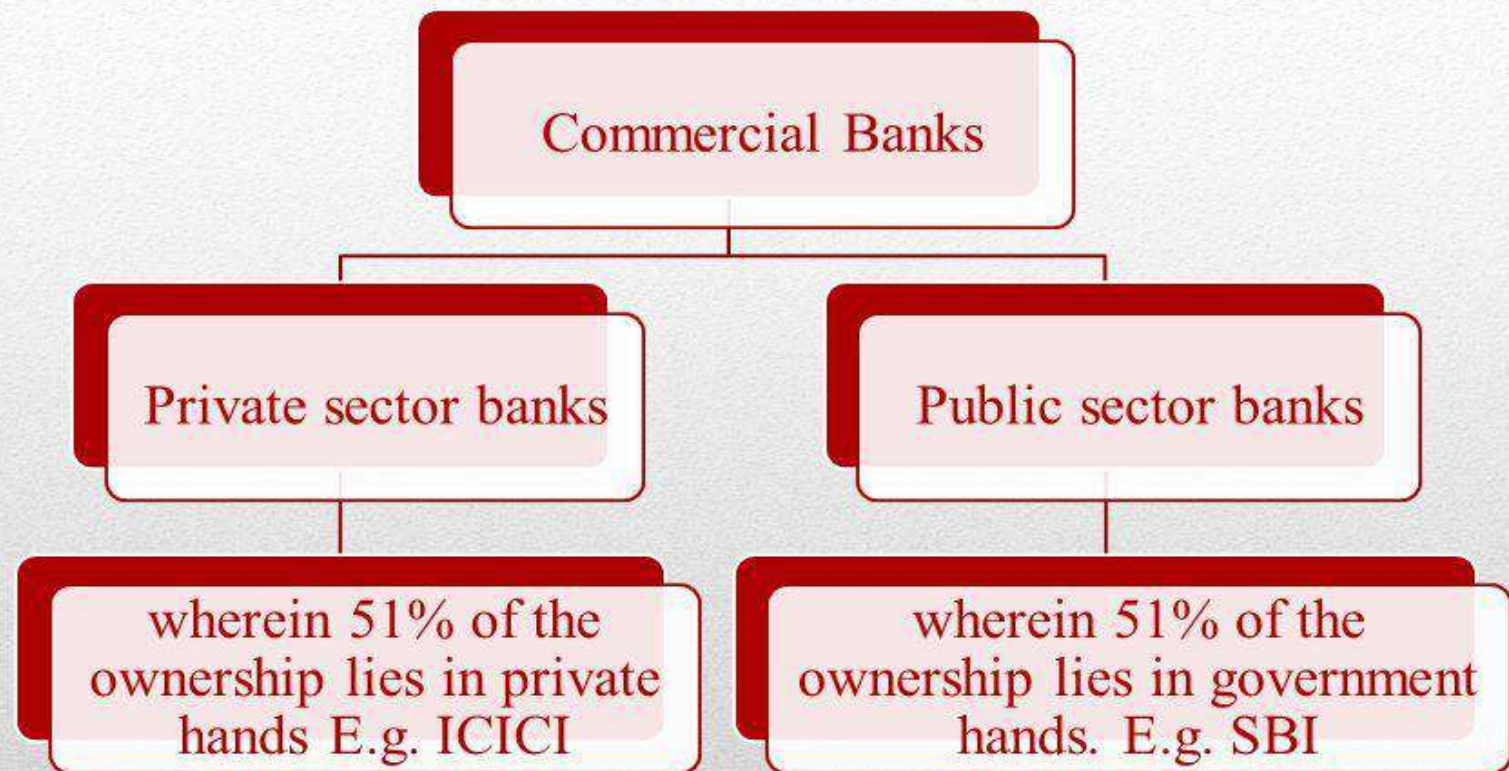 Commercial Banks
Private sector banks
Public sector banks
wherein 51% of the
ownership lies in private
hands E.g. ICICI
wherein 51% of the
ownership lies in government
hands. E.g. SBI